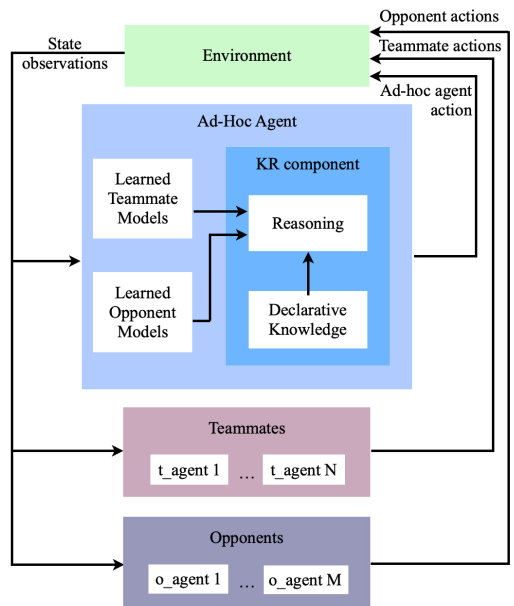 Opponent actions
State
observations
Environment
Teammate actions
Ad-hoc agent
action
Ad-Hoc Agent
KR component
Learned
Teammate
Models
Reasoning
Learned
Opponent
Models
Declarative
Knowledge
Teammates
t_agent 1 ... t_agent N
Opponents
o_agent 1 ... o_agent M